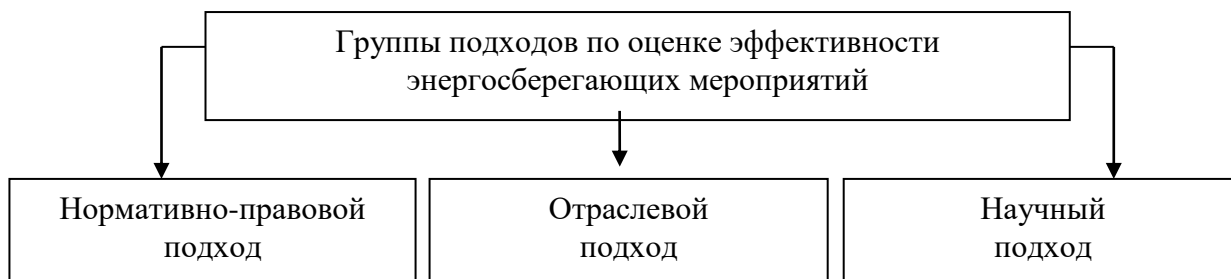 Группы подходов по оценке эффективности
энергосберегающих мероприятий
Нормативно-правовой
подход
Отраслевой
подход
Научный
подход